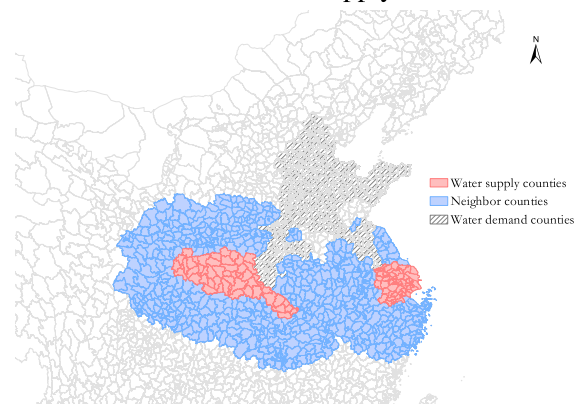 N
Water supply counties
Neighbor counties
Water demand counties